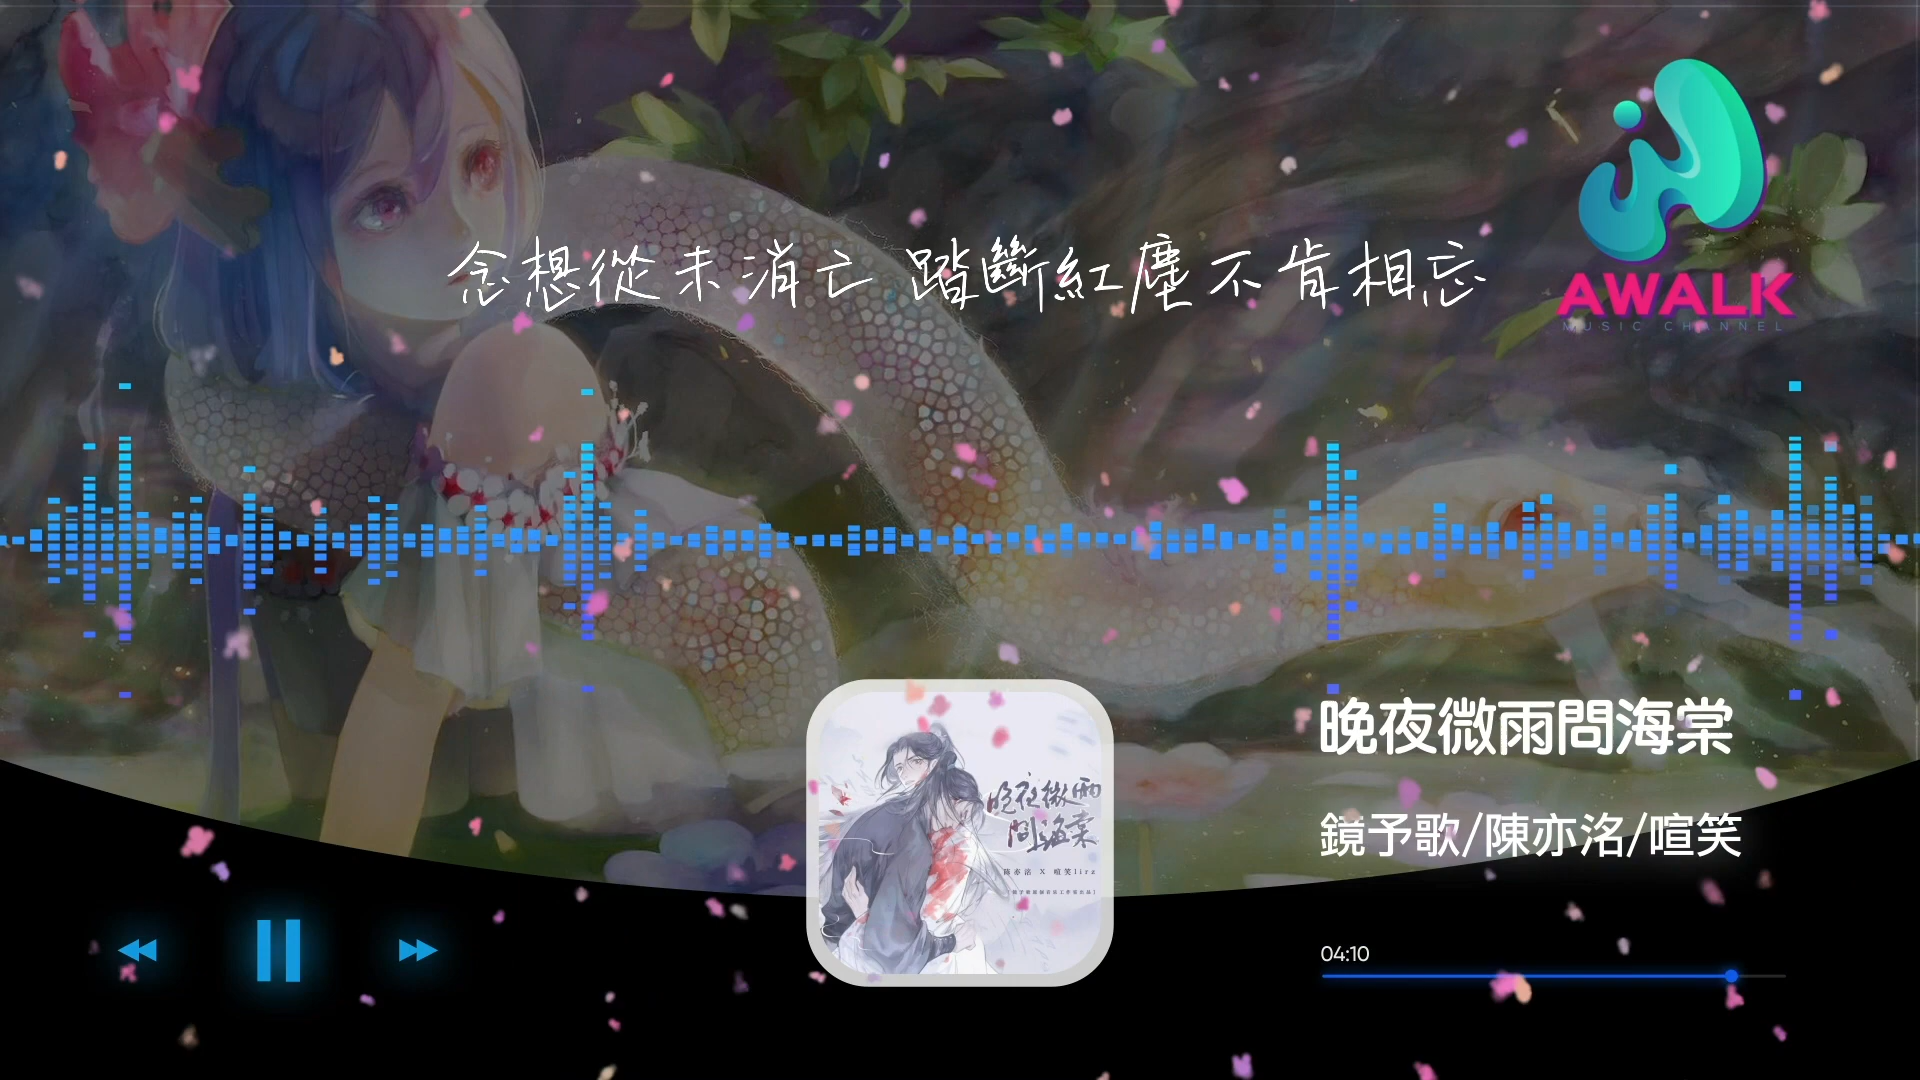 念想從未消亡 踏斷紅塵不肯相忘
AWALK
MUSIC CHANNEL
晚夜微雨問海棠
鏡予歌/陳亦洺/喧笑
晚夜微雨
問海棠
陈亦洺 X 喧笑lirz
04:10